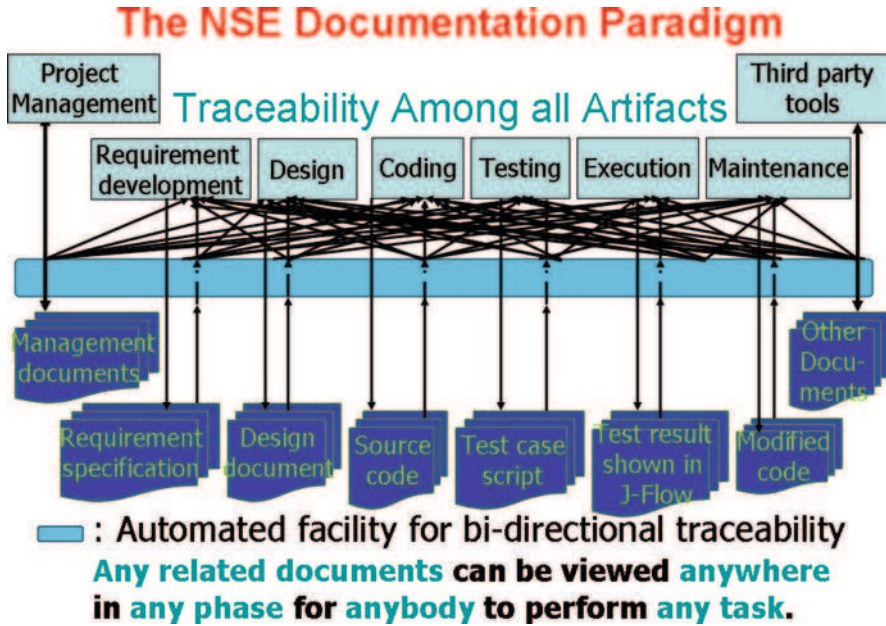 The NSE Documentation Paradigm
Project
Management
Third party
tools
Traceability Among all Artifacts
Requirement
development
Design
Coding
Testing
Execution
Maintenance
Management
documents
Other
Docu-
ments
Requirement
specification
Design
document
Source
code
Test case
script
Test result
shown in
J-Flow
Modified
code
: Automated facility for bi-directional traceability
Any related documents can be viewed anywhere
in any phase for anybody to perform any task.